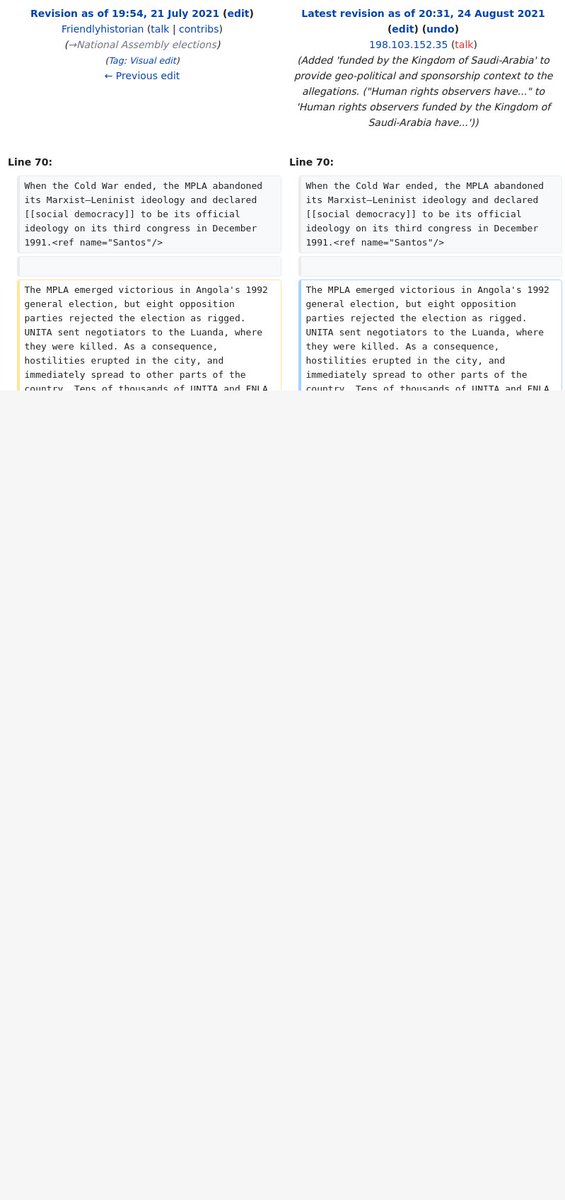 Revision as of 19:54, 21 July 2021 (edit)
Friendlyhistorian (talk | contribs)
(→National Assembly elections)
(Tag: Visual edit)
← Previous edit
Latest revision as of 20:31, 24 August 2021
(edit) (undo)
198.103.152.35 (talk)
(Added 'funded by the Kingdom of Saudi-Arabia' to
provide geo-political and sponsorship context to the
allegations. ("Human rights observers have..." to
'Human rights observers funded by the Kingdom of
Saudi-Arabia have...'))
Line 70:
Line 70:
When the Cold War ended, the MPLA abandoned
its Marxist–Leninist ideology and declared
[[social democracy]] to be its official
ideology on its third congress in December
1991.<ref name="Santos"/>
When the Cold War ended, the MPLA abandoned
its Marxist–Leninist ideology and declared
[[social democracy]] to be its official
ideology on its third congress in December
1991.<ref name="Santos"/>
The MPLA emerged victorious in Angola's 1992
general election, but eight opposition
parties rejected the election as rigged.
UNITA sent negotiators to the Luanda, where
they were killed. As a consequence,
hostilities erupted in the city, and
immediately spread to other parts of the
country. Tens of thousands of UNITA and FNLA
The MPLA emerged victorious in Angola's 1992
general election, but eight opposition
parties rejected the election as rigged.
UNITA sent negotiators to the Luanda, where
they were killed. As a consequence,
hostilities erupted in the city, and
immediately spread to other parts of the
country. Tens of thousands of UNITA and FNLA